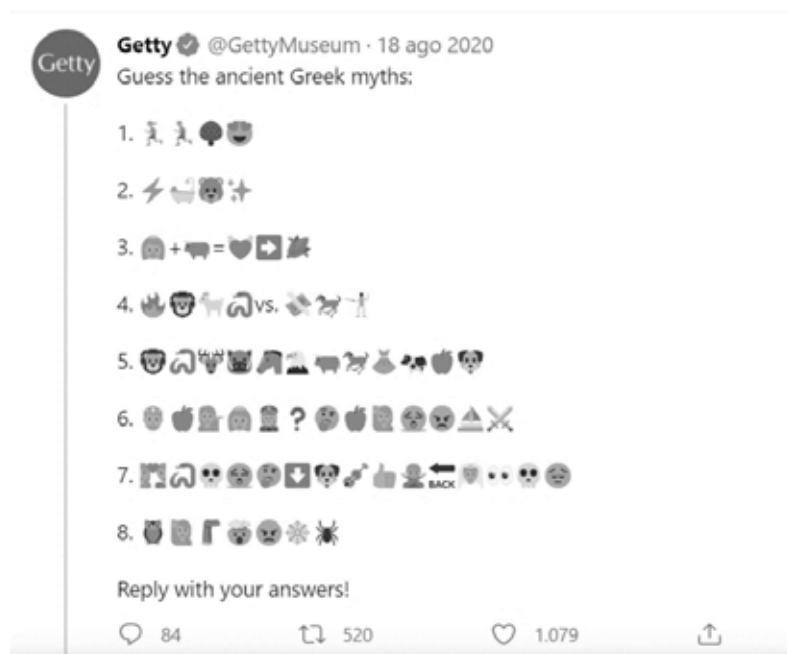 Getty @GettyMuseum · 18 ago 2020
Getty
Guess the ancient Greek myths:
1.
2.
3. + =
4. vs.
5.
6. ?
7. BACK
8.
Reply with your answers!
84 520 1.079